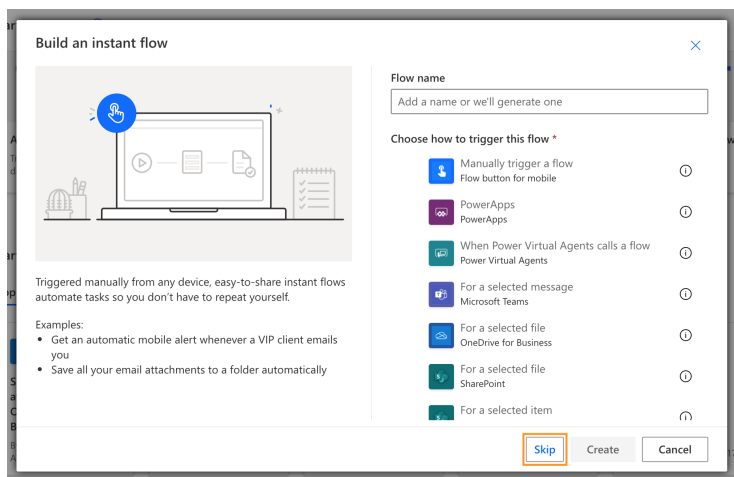 Build an instant flow
Flow name
Add a name or we'll generate one
Choose how to trigger this flow *
Manually trigger a flow
Flow button for mobile
PowerApps
PowerApps
When Power Virtual Agents calls a flow
Power Virtual Agents
For a selected message
Microsoft Teams
For a selected file
OneDrive for Business
For a selected file
SharePoint
For a selected item
Triggered manually from any device, easy-to-share instant flows
automate tasks so you don't have to repeat yourself.
Examples:
• Get an automatic mobile alert whenever a VIP client emails
you
• Save all your email attachments to a folder automatically
Skip
Create
Cancel